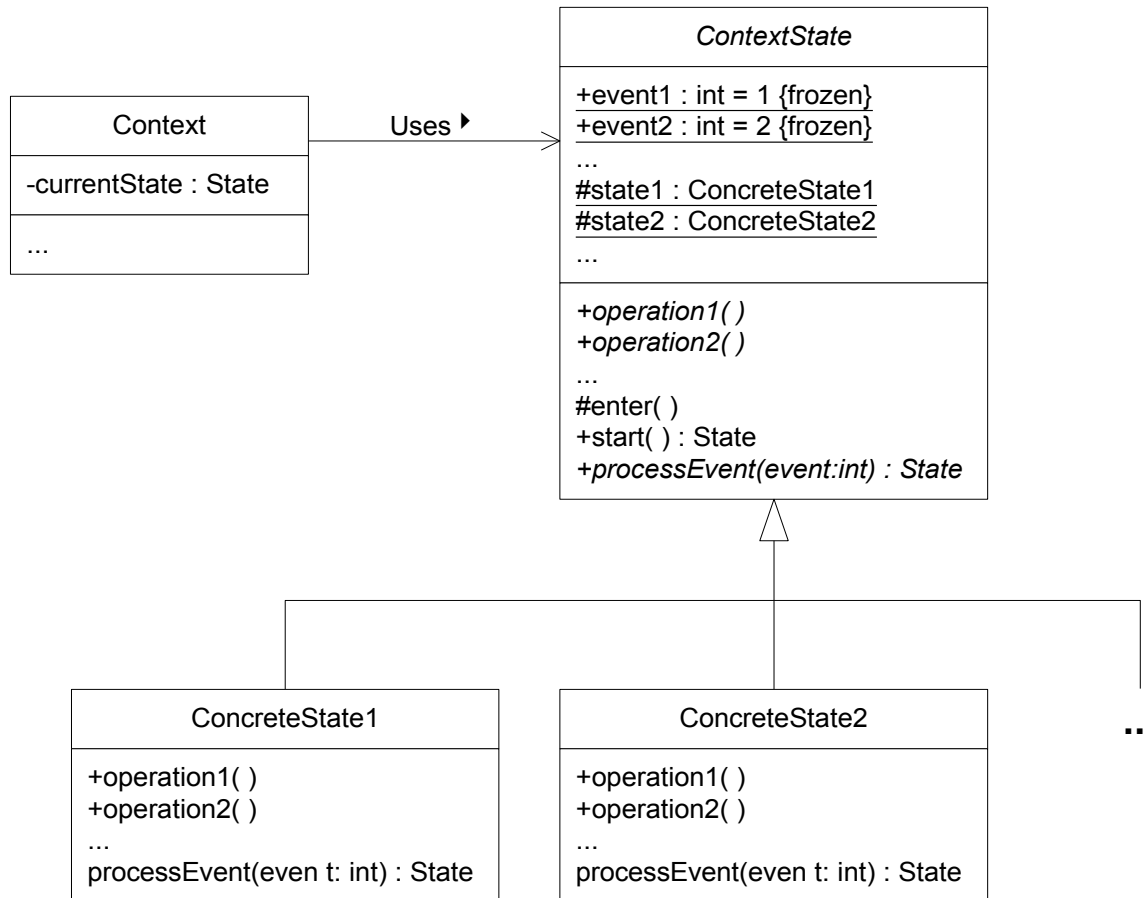 Context
-currentState : State
...
Uses
ContextState
+event1 : int = 1 {frozen}
+event2 : int = 2 {frozen}
...
#state1 : ConcreteState1
#state2 : ConcreteState2
...
+operation1( )
+operation2( )
...
#enter( )
+start( ) : State
+processEvent(event:int) : State
ConcreteState1
+operation1( )
+operation2( )
...
processEvent(even t: int) : State
ConcreteState2
+operation1( )
+operation2( )
...
processEvent(even t: int) : State
..